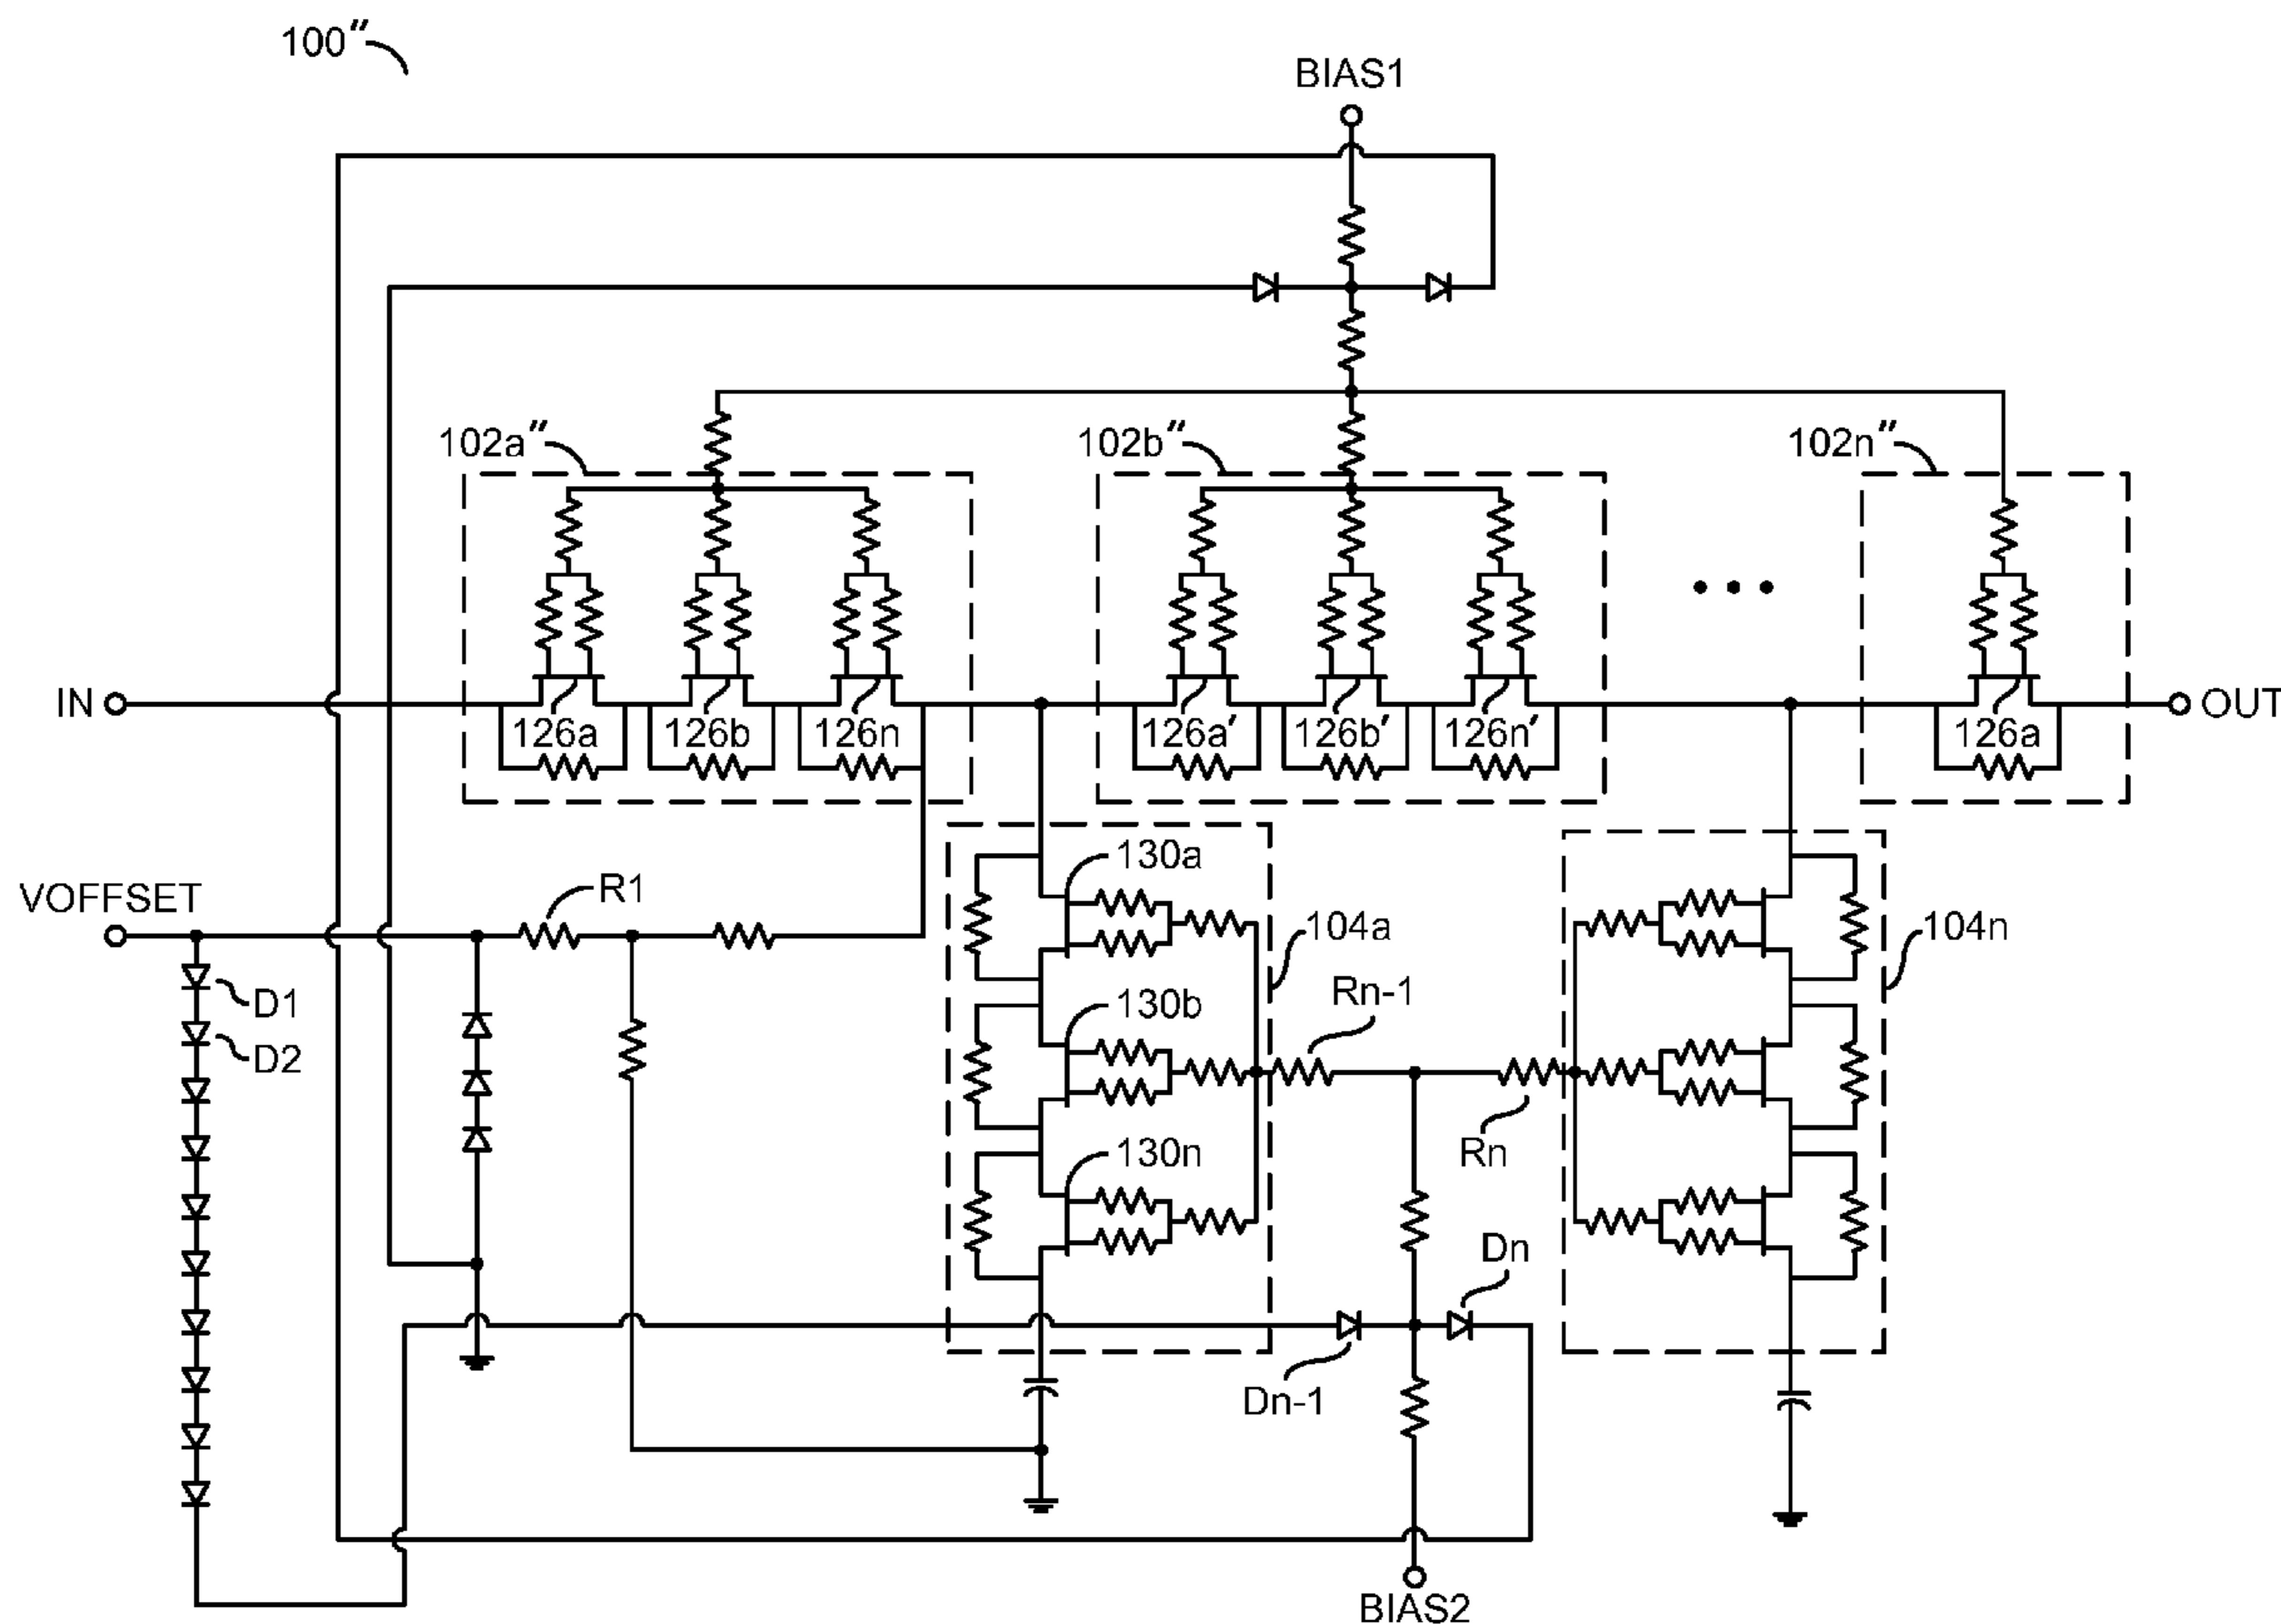 100"
BIAS1
102a"
102b"
102n"
IN
126a
126b
126n
126a'
126b'
126n'
126a
OUT
130a
R1
VOFFSET
104a
104n
Rn-1
D1
130b
D2
130n
Rn
Dn
Dn-1
BIAS2